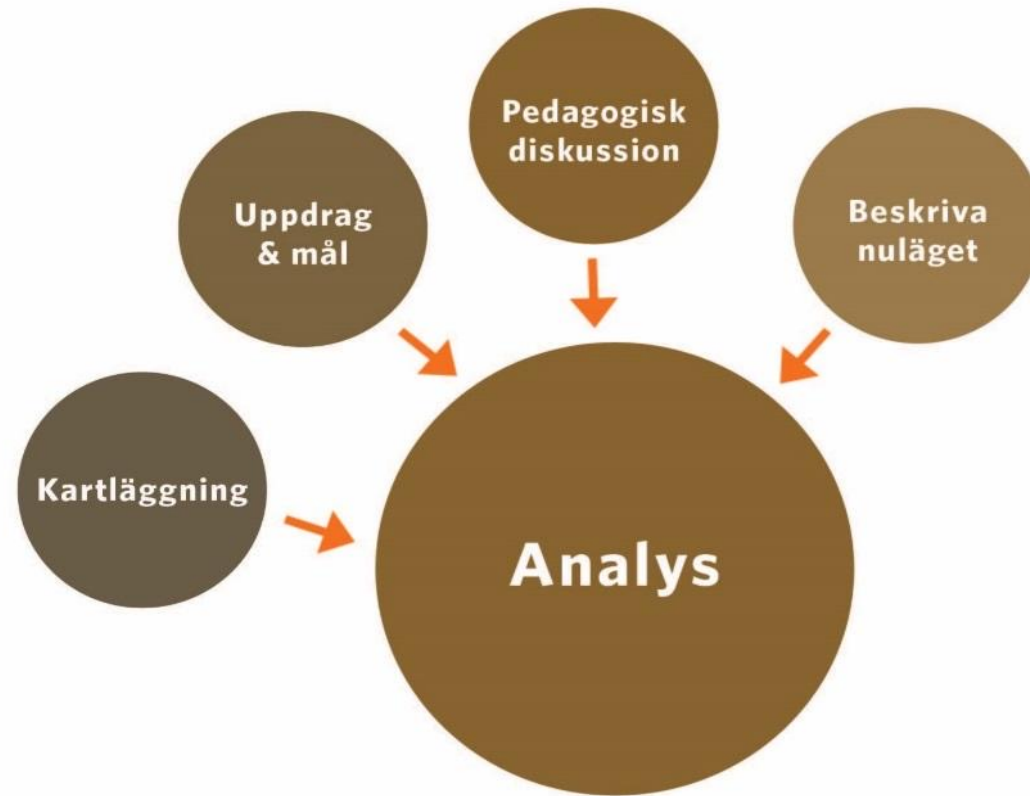 Pedagogisk
diskussion
Uppdrag
& mål
Beskriva
nuläget
Kartläggning
Analys